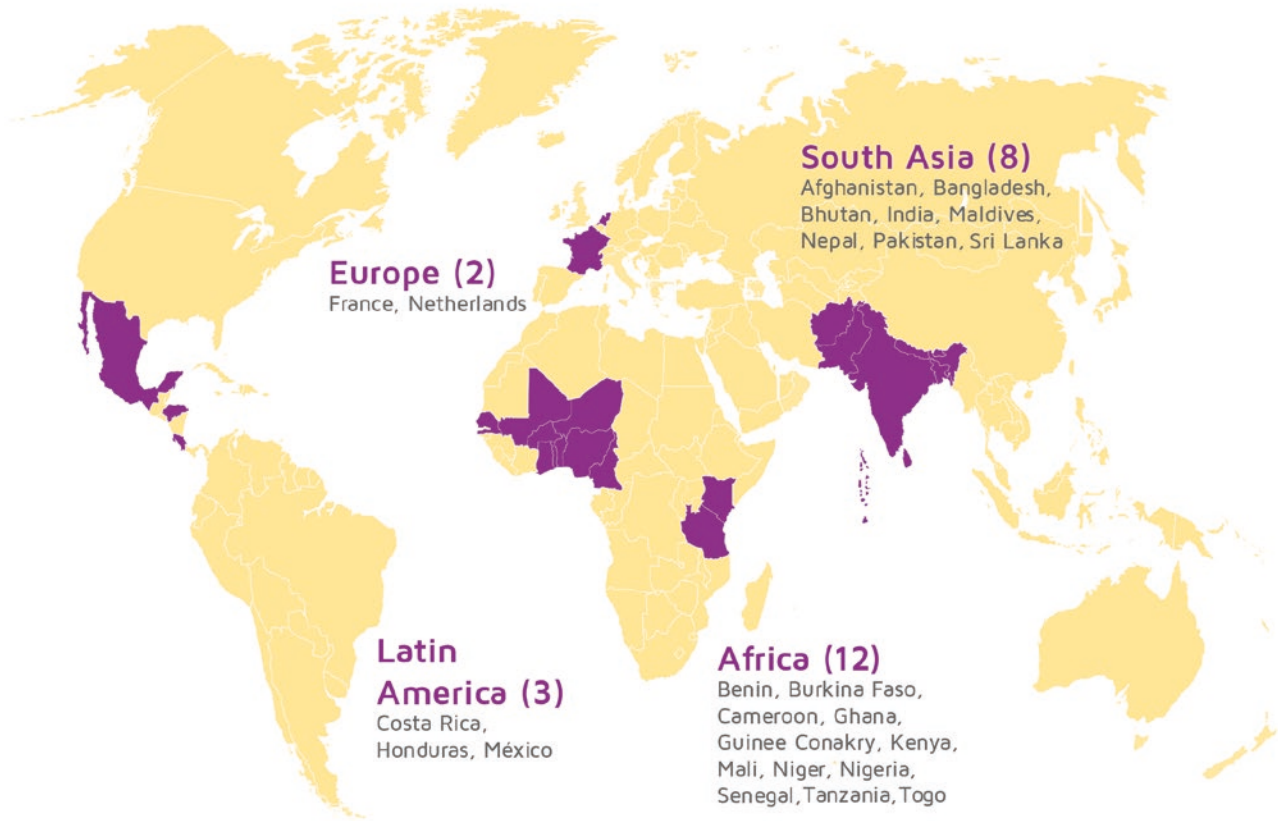 South Asia (8)
Afghanistan, Bangladesh,
Bhutan, India, Maldives,
Nepal, Pakistan, Sri Lanka
Europe (2)
France, Netherlands
Latin
America (3)
Costa Rica,
Honduras, México
Africa (12)
Benin, Burkina Faso,
Cameroon, Ghana,
Guinee Conakry, Kenya,
Mali, Niger, Nigeria,
Senegal,Tanzania,Togo